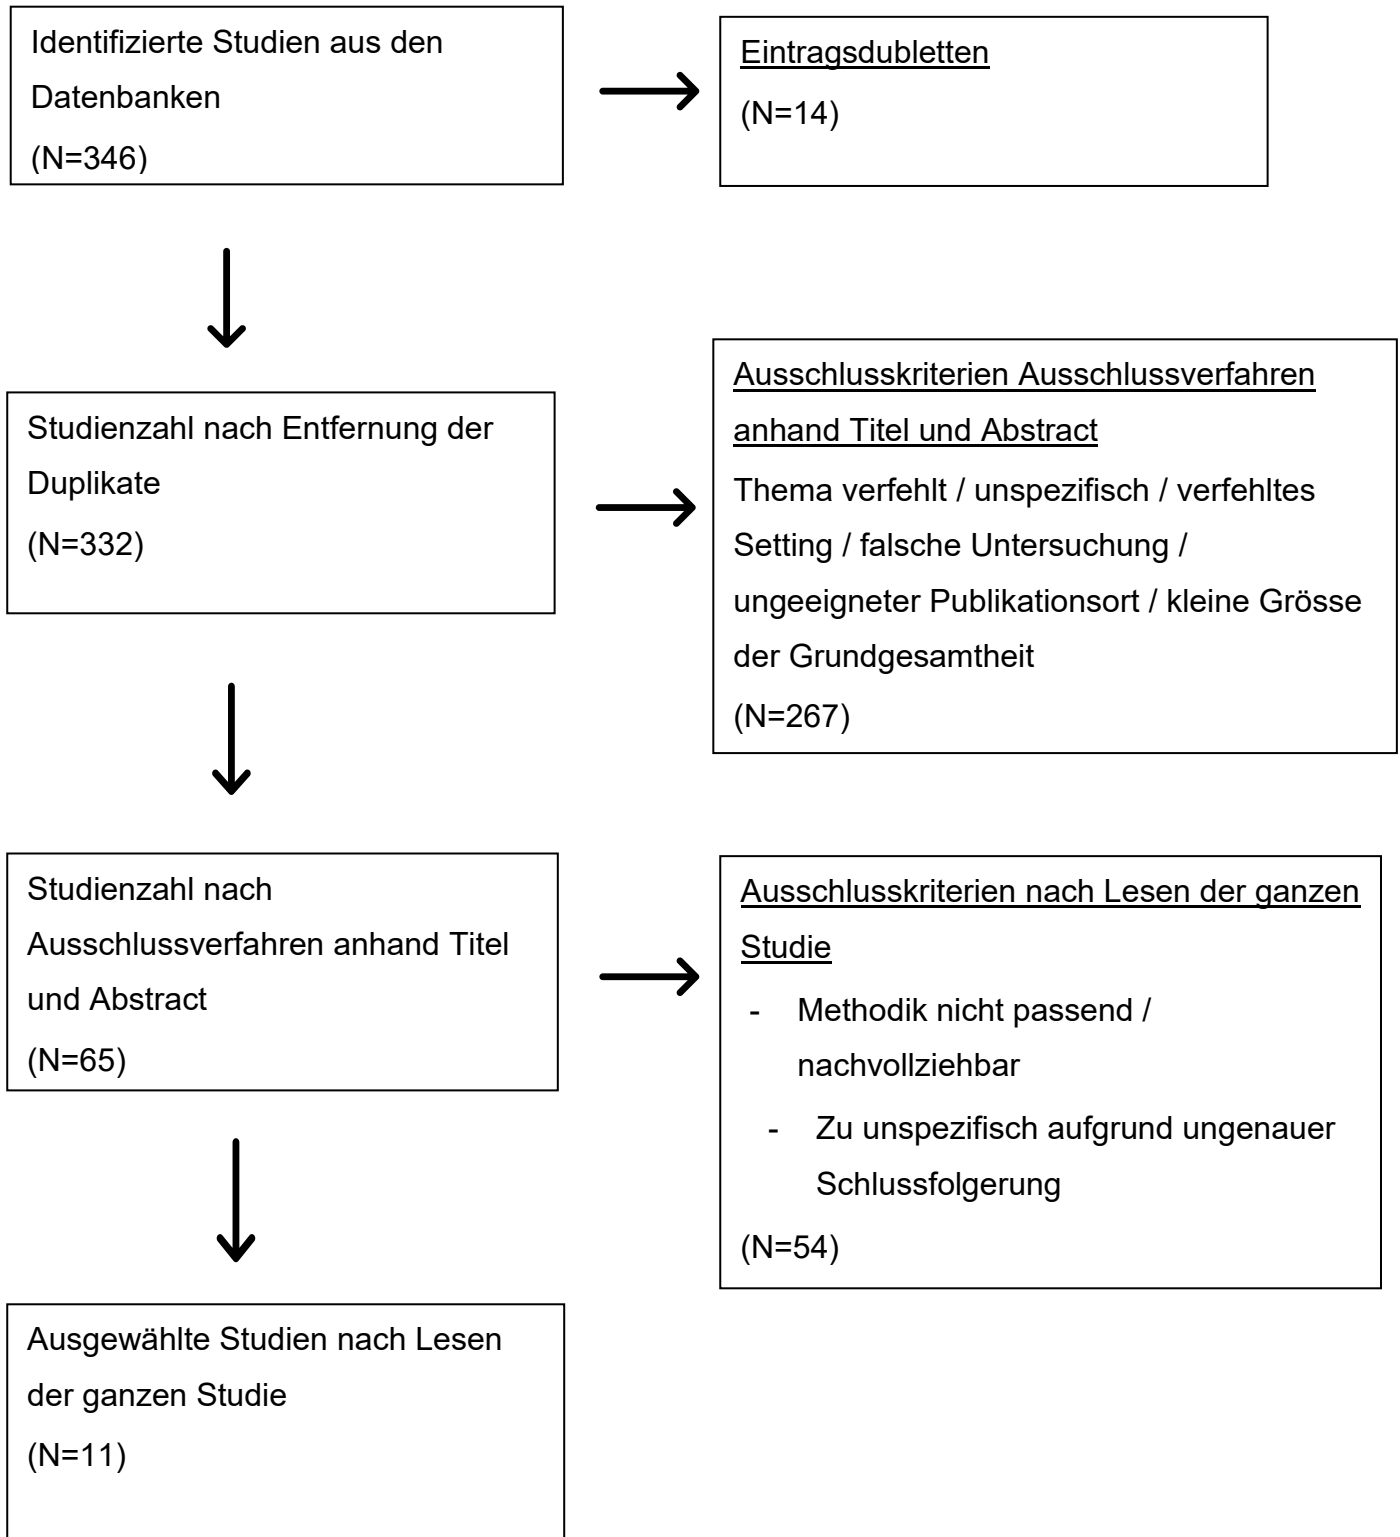 Identifizierte Studien aus den
Datenbanken
(N=346)
Eintragsdubletten
(N=14)
Studienzahl nach Entfernung der
Duplikate
(N=332)
Ausschlusskriterien Ausschlussverfahren
anhand Titel und Abstract
Thema verfehlt / unspezifisch / verfehltes
Setting / falsche Untersuchung /
ungeeigneter Publikationsort / kleine Grösse
der Grundgesamtheit
(N=267)
Studienzahl nach
Ausschlussverfahren anhand Titel
und Abstract
(N=65)
Ausschlusskriterien nach Lesen der ganzen
Studie
- Methodik nicht passend /
nachvollziehbar
- Zu unspezifisch aufgrund ungenauer
Schlussfolgerung
(N=54)
Ausgewählte Studien nach Lesen
der ganzen Studie
(N=11)